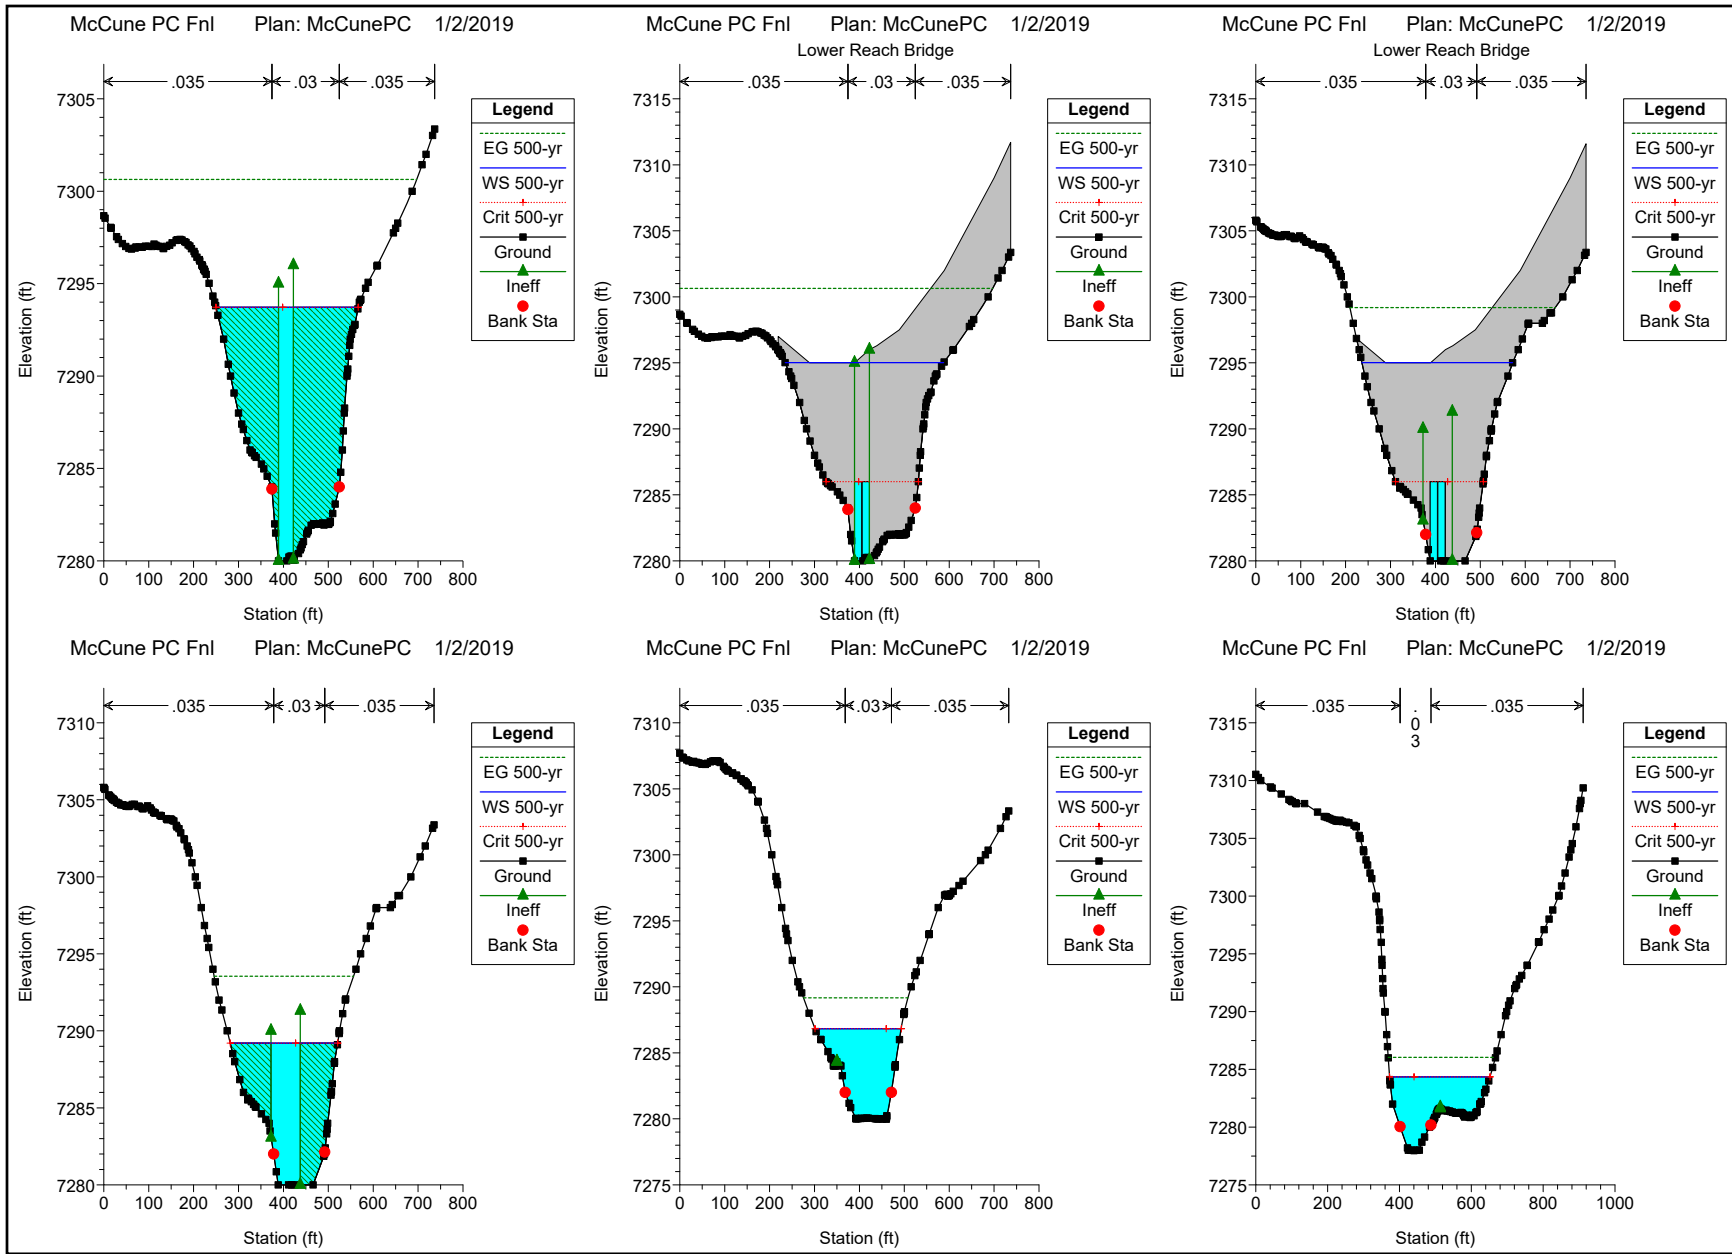 McCune PC Fnl Plan: McCunePC 1/2/2019
.035 .03 .035
7305
7300
7295
7290
7285
7280
Elevation (ft)
0 100 200 300 400 500 600 700 800
Station (ft)
Legend
EG 500-yr
WS 500-yr
Crit 500-yr
Ground
Ineff
Bank Sta
McCune PC Fnl Plan: McCunePC 1/2/2019
Lower Reach Bridge
.035 .03 .035
7315
7310
7305
7300
7295
7290
7285
7280
Elevation (ft)
0 100 200 300 400 500 600 700 800
Station (ft)
Legend
EG 500-yr
WS 500-yr
Crit 500-yr
Ground
Ineff
Bank Sta
McCune PC Fnl Plan: McCunePC 1/2/2019
Lower Reach Bridge
.035 .03 .035
7315
7310
7305
7300
7295
7290
7285
7280
Elevation (ft)
0 100 200 300 400 500 600 700 800
Station (ft)
Legend
EG 500-yr
WS 500-yr
Crit 500-yr
Ground
Ineff
Bank Sta
McCune PC Fnl Plan: McCunePC 1/2/2019
.035 .03 .035
7310
7305
7300
7295
7290
7285
7280
Elevation (ft)
0 100 200 300 400 500 600 700 800
Station (ft)
Legend
EG 500-yr
WS 500-yr
Crit 500-yr
Ground
Ineff
Bank Sta
McCune PC Fnl Plan: McCunePC 1/2/2019
.035 .03 .035
7310
7305
7300
7295
7290
7285
7280
7275
Elevation (ft)
0 100 200 300 400 500 600 700 800
Station (ft)
Legend
EG 500-yr
WS 500-yr
Crit 500-yr
Ground
Ineff
Bank Sta
McCune PC Fnl Plan: McCunePC 1/2/2019
.035 .03 .035
7315
7310
7305
7300
7295
7290
7285
7280
7275
Elevation (ft)
0 200 400 600 800 1000
Station (ft)
Legend
EG 500-yr
WS 500-yr
Crit 500-yr
Ground
Ineff
Bank Sta